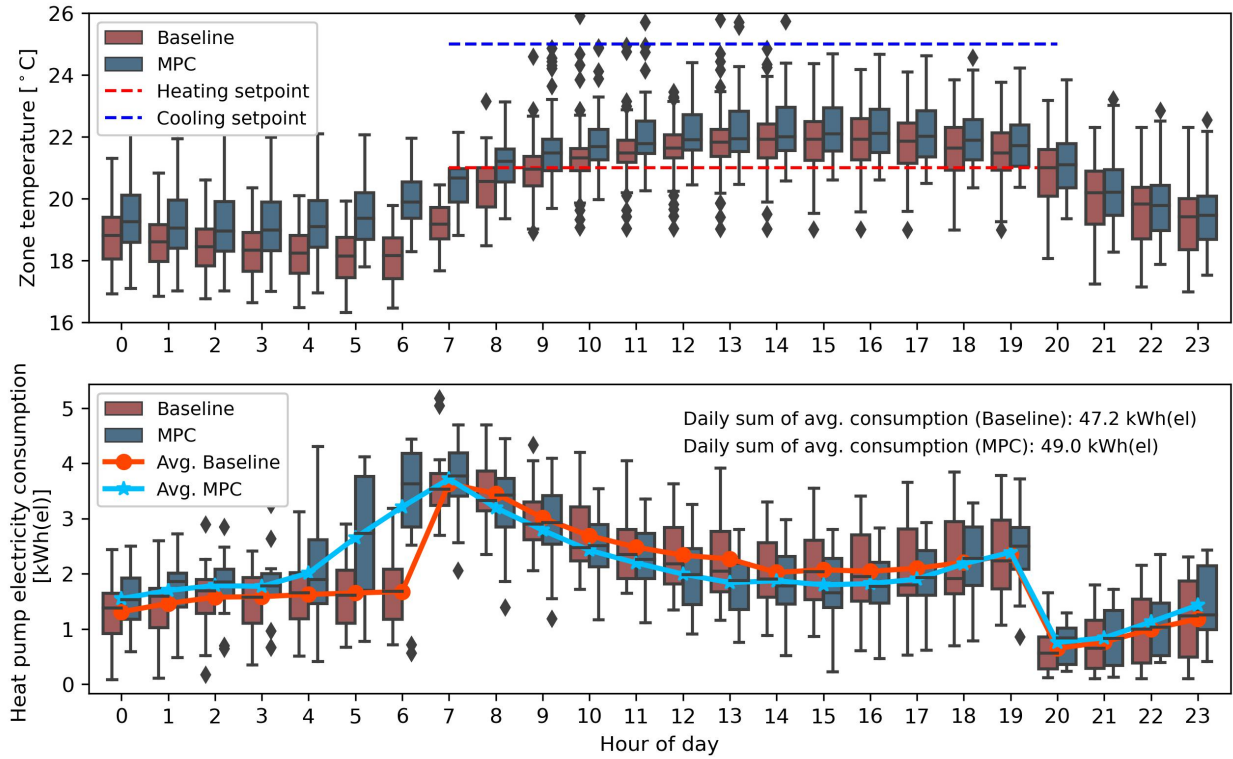 26
24
22
20
18
16
Zone temperature [°C]
Baseline
MPC
Heating setpoint
Cooling setpoint
0 1 2 3 4 5 6 7 8 9 10 11 12 13 14 15 16 17 18 19 20 21 22 23
5
4
3
2
1
0
Heat pump electricity consumption
[kWh(el)]
Baseline
MPC
Avg. Baseline
Avg. MPC
Daily sum of avg. consumption (Baseline): 47.2 kWh(el)
Daily sum of avg. consumption (MPC): 49.0 kWh(el)
0 1 2 3 4 5 6 7 8 9 10 11 12 13 14 15 16 17 18 19 20 21 22 23
Hour of day